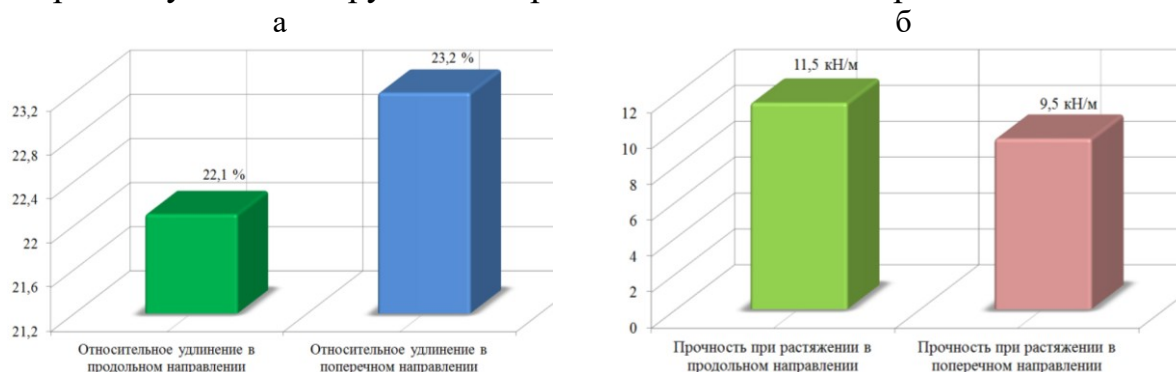 а
б
22,1 %
23,2 %
23,2
22,8
22,4
22
21,6
21,2
Относительное удлинение в
продольном направлении
Относительное удлинение в
поперечном направлении
11,5 кН/м
9,5 кН/м
12
10
8
6
4
2
0
Прочность при растяжении в
продольном направлении
Прочность при растяжении в
поперечном направлении